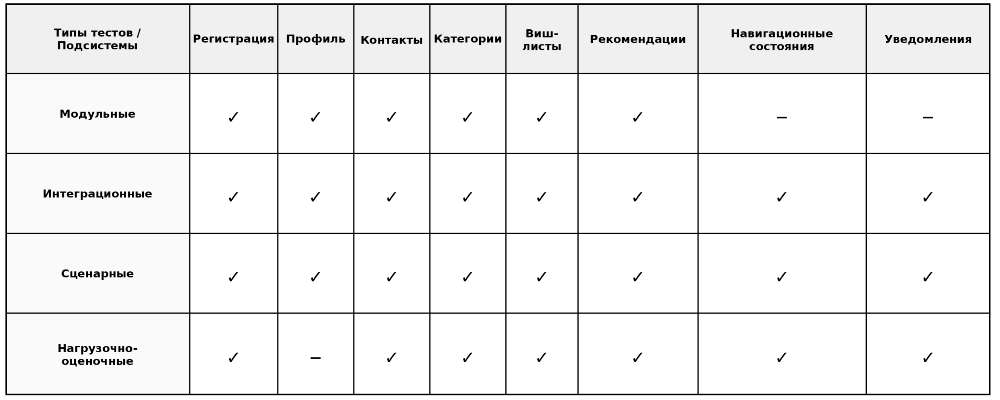 Типы тестов /
Подсистемы
Регистрация
Профиль
Контакты
Категории
Виш-
листы
Рекомендации
Навигационные
состояния
Уведомления
Модульные
✓ ✓ ✓ ✓ ✓ ✓ – –
Интеграционные
✓ ✓ ✓ ✓ ✓ ✓ ✓ ✓
Сценарные
✓ ✓ ✓ ✓ ✓ ✓ ✓ ✓
Нагрузочно-
оценочные
✓ – ✓ ✓ ✓ ✓ ✓ ✓